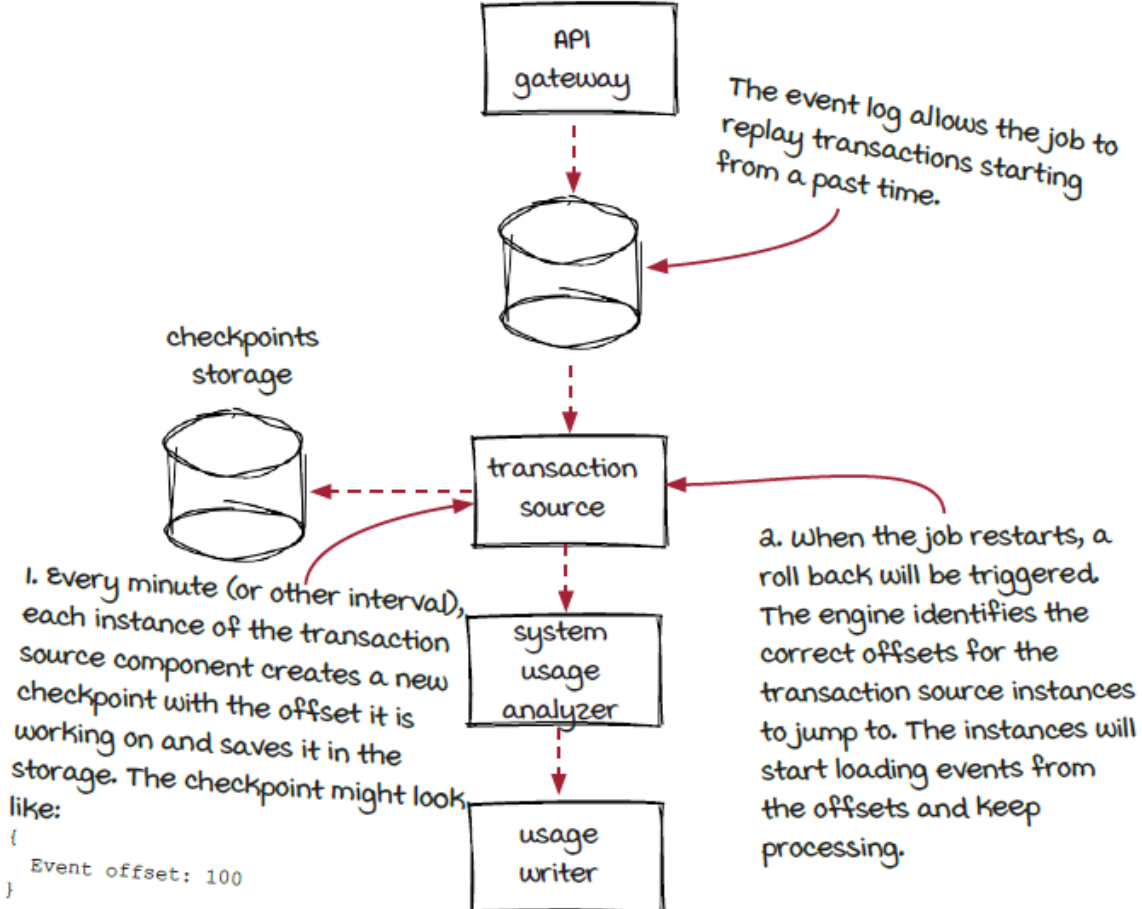 API
gateway
The event log allows the job to
replay transactions starting
from a past time.
checkpoints
storage
transaction
source
1. Every minute (or other interval),
each instance of the transaction
source component creates a new
checkpoint with the offset it is
working on and saves it in the
storage. The checkpoint might look
like:
{
Event offset: 100
}
system
usage
analyzer
2. When the job restarts, a
roll back will be triggered.
The engine identifies the
correct offsets for the
transaction source instances
to jump to. The instances will
start loading events from
the offsets and keep
processing.
usage
writer